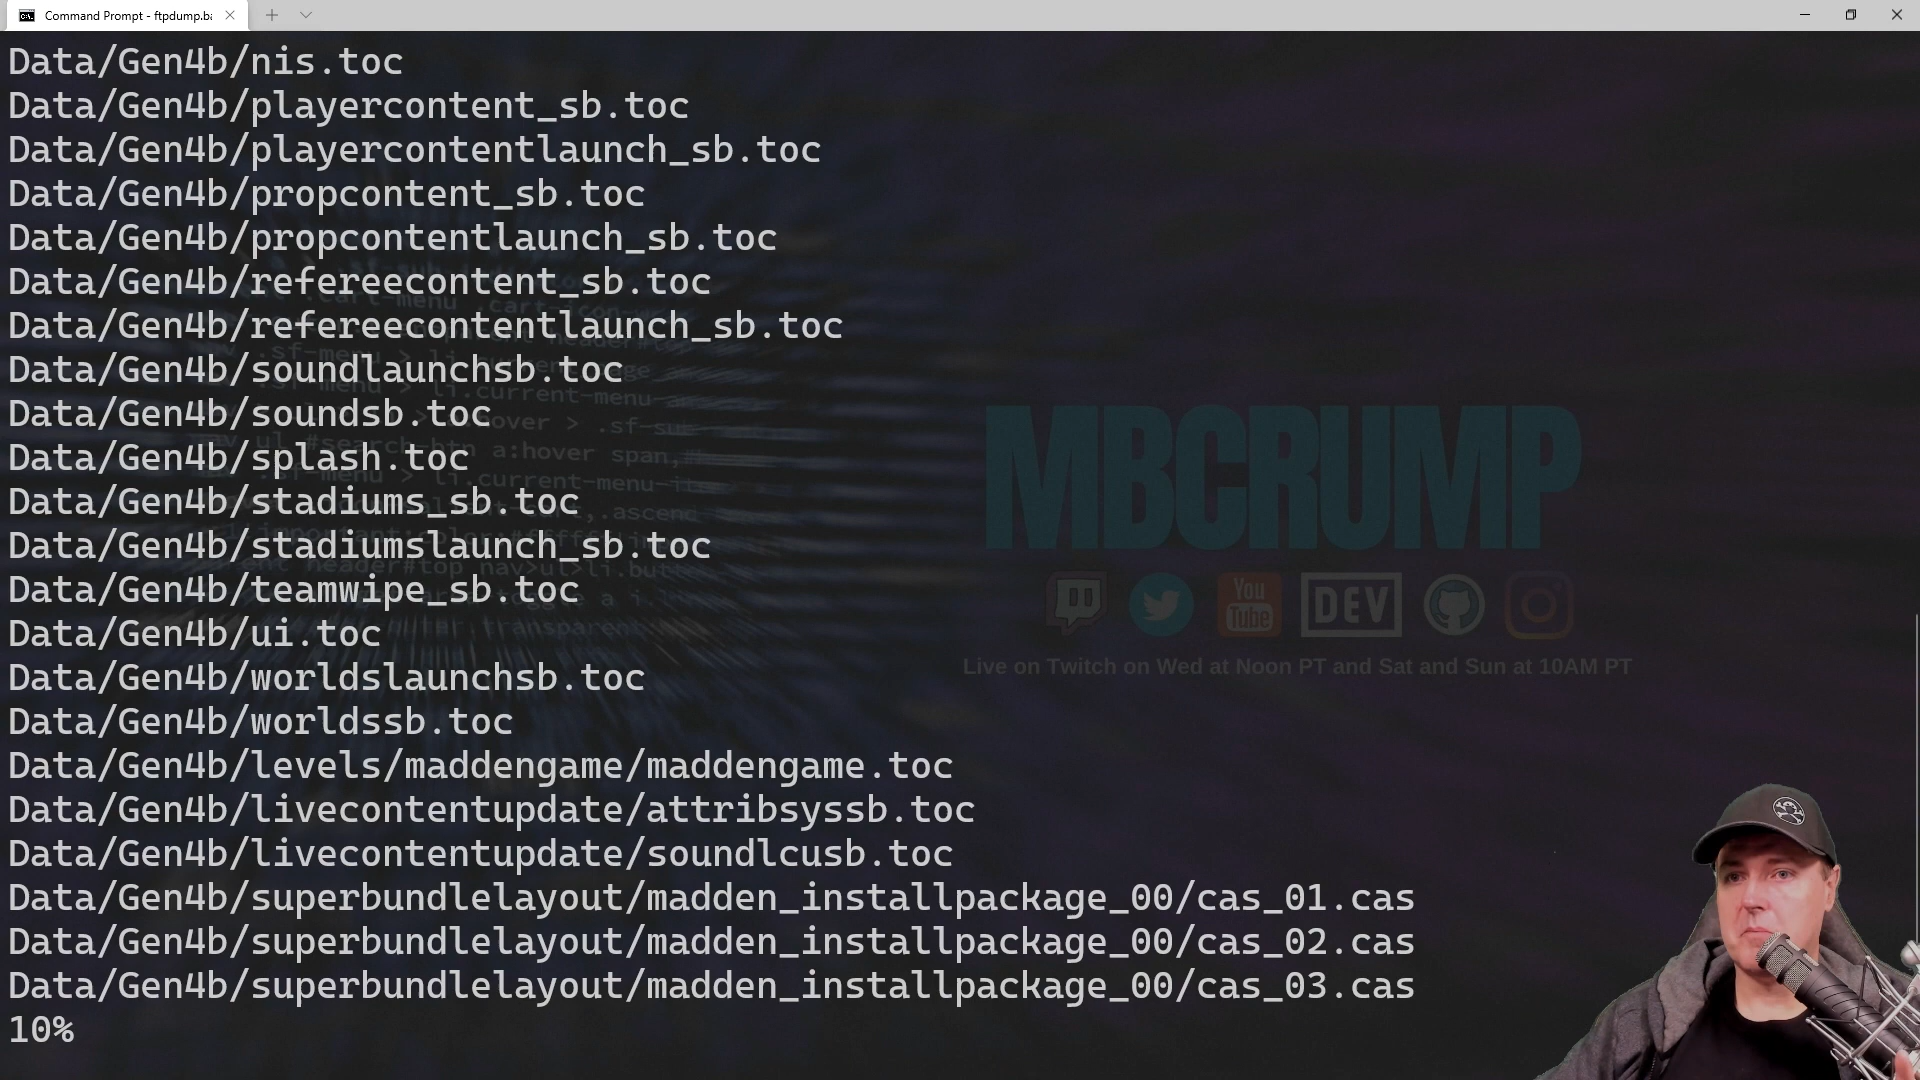 Command Prompt - ftpdump.ba
Data/Gen4b/nis.toc
Data/Gen4b/playercontent_sb.toc
Data/Gen4b/playercontentlaunch_sb.toc
Data/Gen4b/propcontent_sb.toc
Data/Gen4b/propcontentlaunch_sb.toc
Data/Gen4b/refereecontent_sb.toc
Data/Gen4b/refereecontentlaunch_sb.toc
Data/Gen4b/soundlaunchsb.toc
Data/Gen4b/soundsb.toc
Data/Gen4b/splash.toc
Data/Gen4b/stadiums_sb.toc
Data/Gen4b/stadiumslaunch_sb.toc
Data/Gen4b/teamwipe_sb.toc
Data/Gen4b/ui.toc
Data/Gen4b/worldslaunchsb.toc
Data/Gen4b/worldssb.toc
Data/Gen4b/levels/maddengame/maddengame.toc
Data/Gen4b/livecontentupdate/attribsyssb.toc
Data/Gen4b/livecontentupdate/soundlcusb.toc
Data/Gen4b/superbundlelayout/madden_installpackage_00/cas_01.cas
Data/Gen4b/superbundlelayout/madden_installpackage_00/cas_02.cas
Data/Gen4b/superbundlelayout/madden_installpackage_00/cas_03.cas
10%
MBCRUMP
You
Tube
DEV
Live on Twitch on Wed at Noon PT and Sat and Sun at 10AM PT